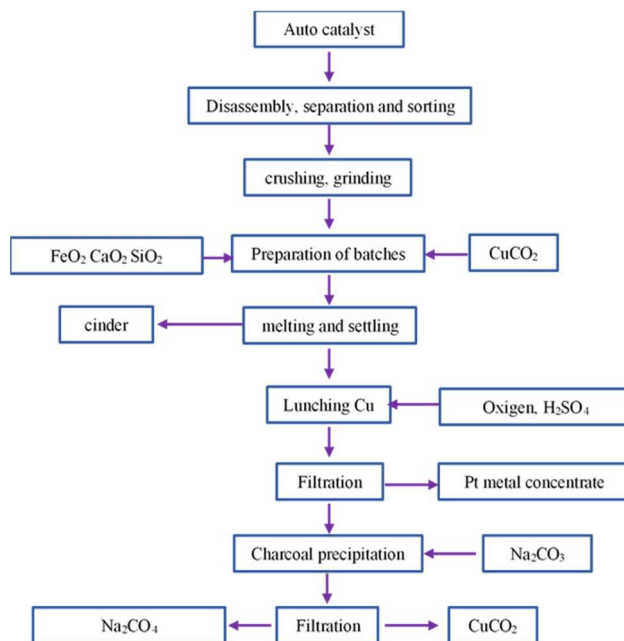 Auto catalyst
Disassembly, separation and sorting
crushing, grinding
FeO₂ CaO₂ SiO₂
Preparation of batches
CuCO₂
cinder
melting and settling
Lunching Cu
Oxigen, H₂SO₄
Filtration
Pt metal concentrate
Charcoal precipitation
Na₂CO₃
Na₂CO₄
Filtration
CuCO₂